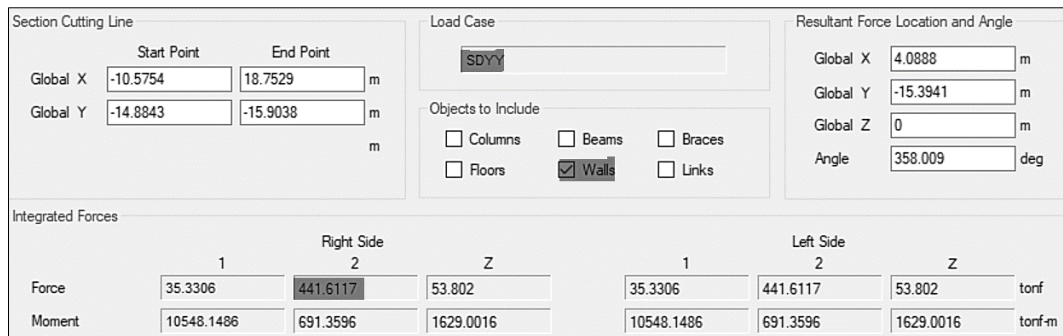 Section Cutting Line
Start Point End Point
Global X -10.5754 18.7529 m
Global Y -14.8843 -15.9038 m
m
Load Case
SDYY
Objects to Include
Columns Beams Braces
Floors Walls Links
Resultant Force Location and Angle
Global X 4.0888 m
Global Y -15.3941 m
Global Z 0 m
Angle 358.009 deg
Integrated Forces
Right Side Left Side
1 2 Z 1 2 Z
Force 35.3306 441.6117 53.802 35.3306 441.6117 53.802 tonf
Moment 10548.1486 691.3596 1629.0016 10548.1486 691.3596 1629.0016 tonf-m